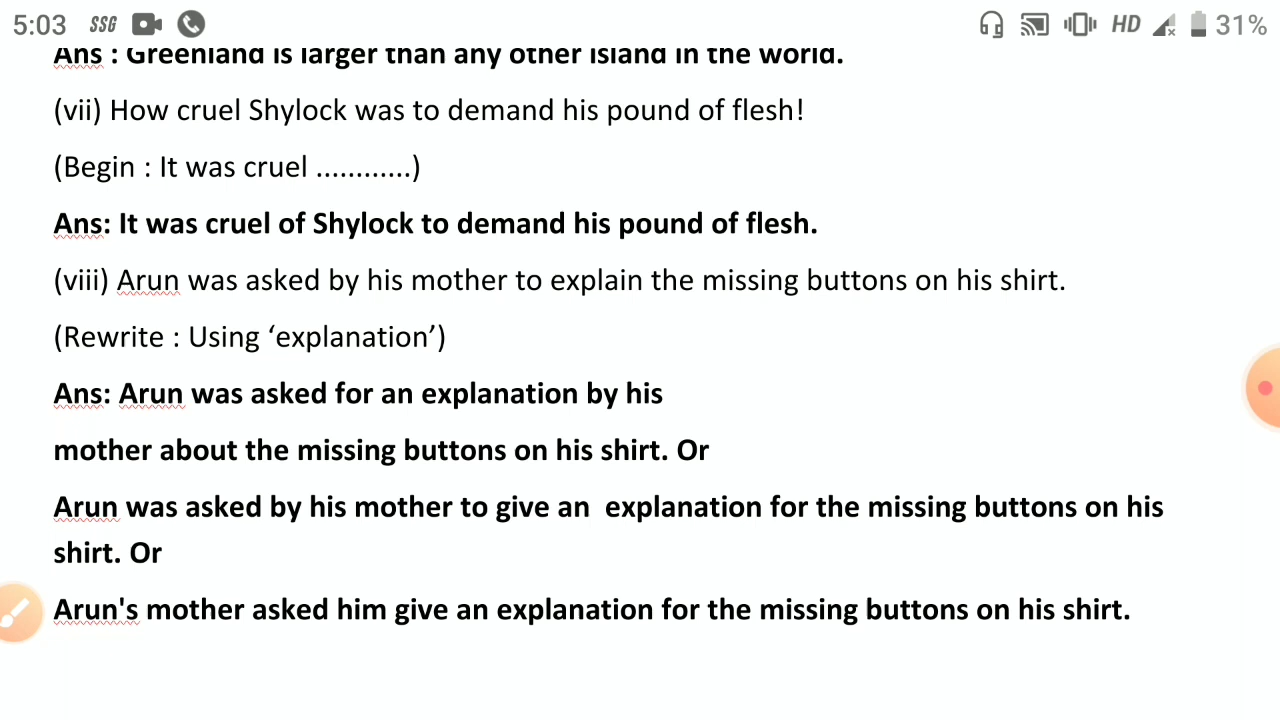 5:03 SSG HD 31%
Ans : Greenland is larger than any other island in the world.
(vii) How cruel Shylock was to demand his pound of flesh!
(Begin : It was cruel ............)
Ans: It was cruel of Shylock to demand his pound of flesh.
(viii) Arun was asked by his mother to explain the missing buttons on his shirt.
(Rewrite : Using ‘explanation’)
Ans: Arun was asked for an explanation by his
mother about the missing buttons on his shirt. Or
Arun was asked by his mother to give an  explanation for the missing buttons on his
shirt. Or
Arun's mother asked him give an explanation for the missing buttons on his shirt.